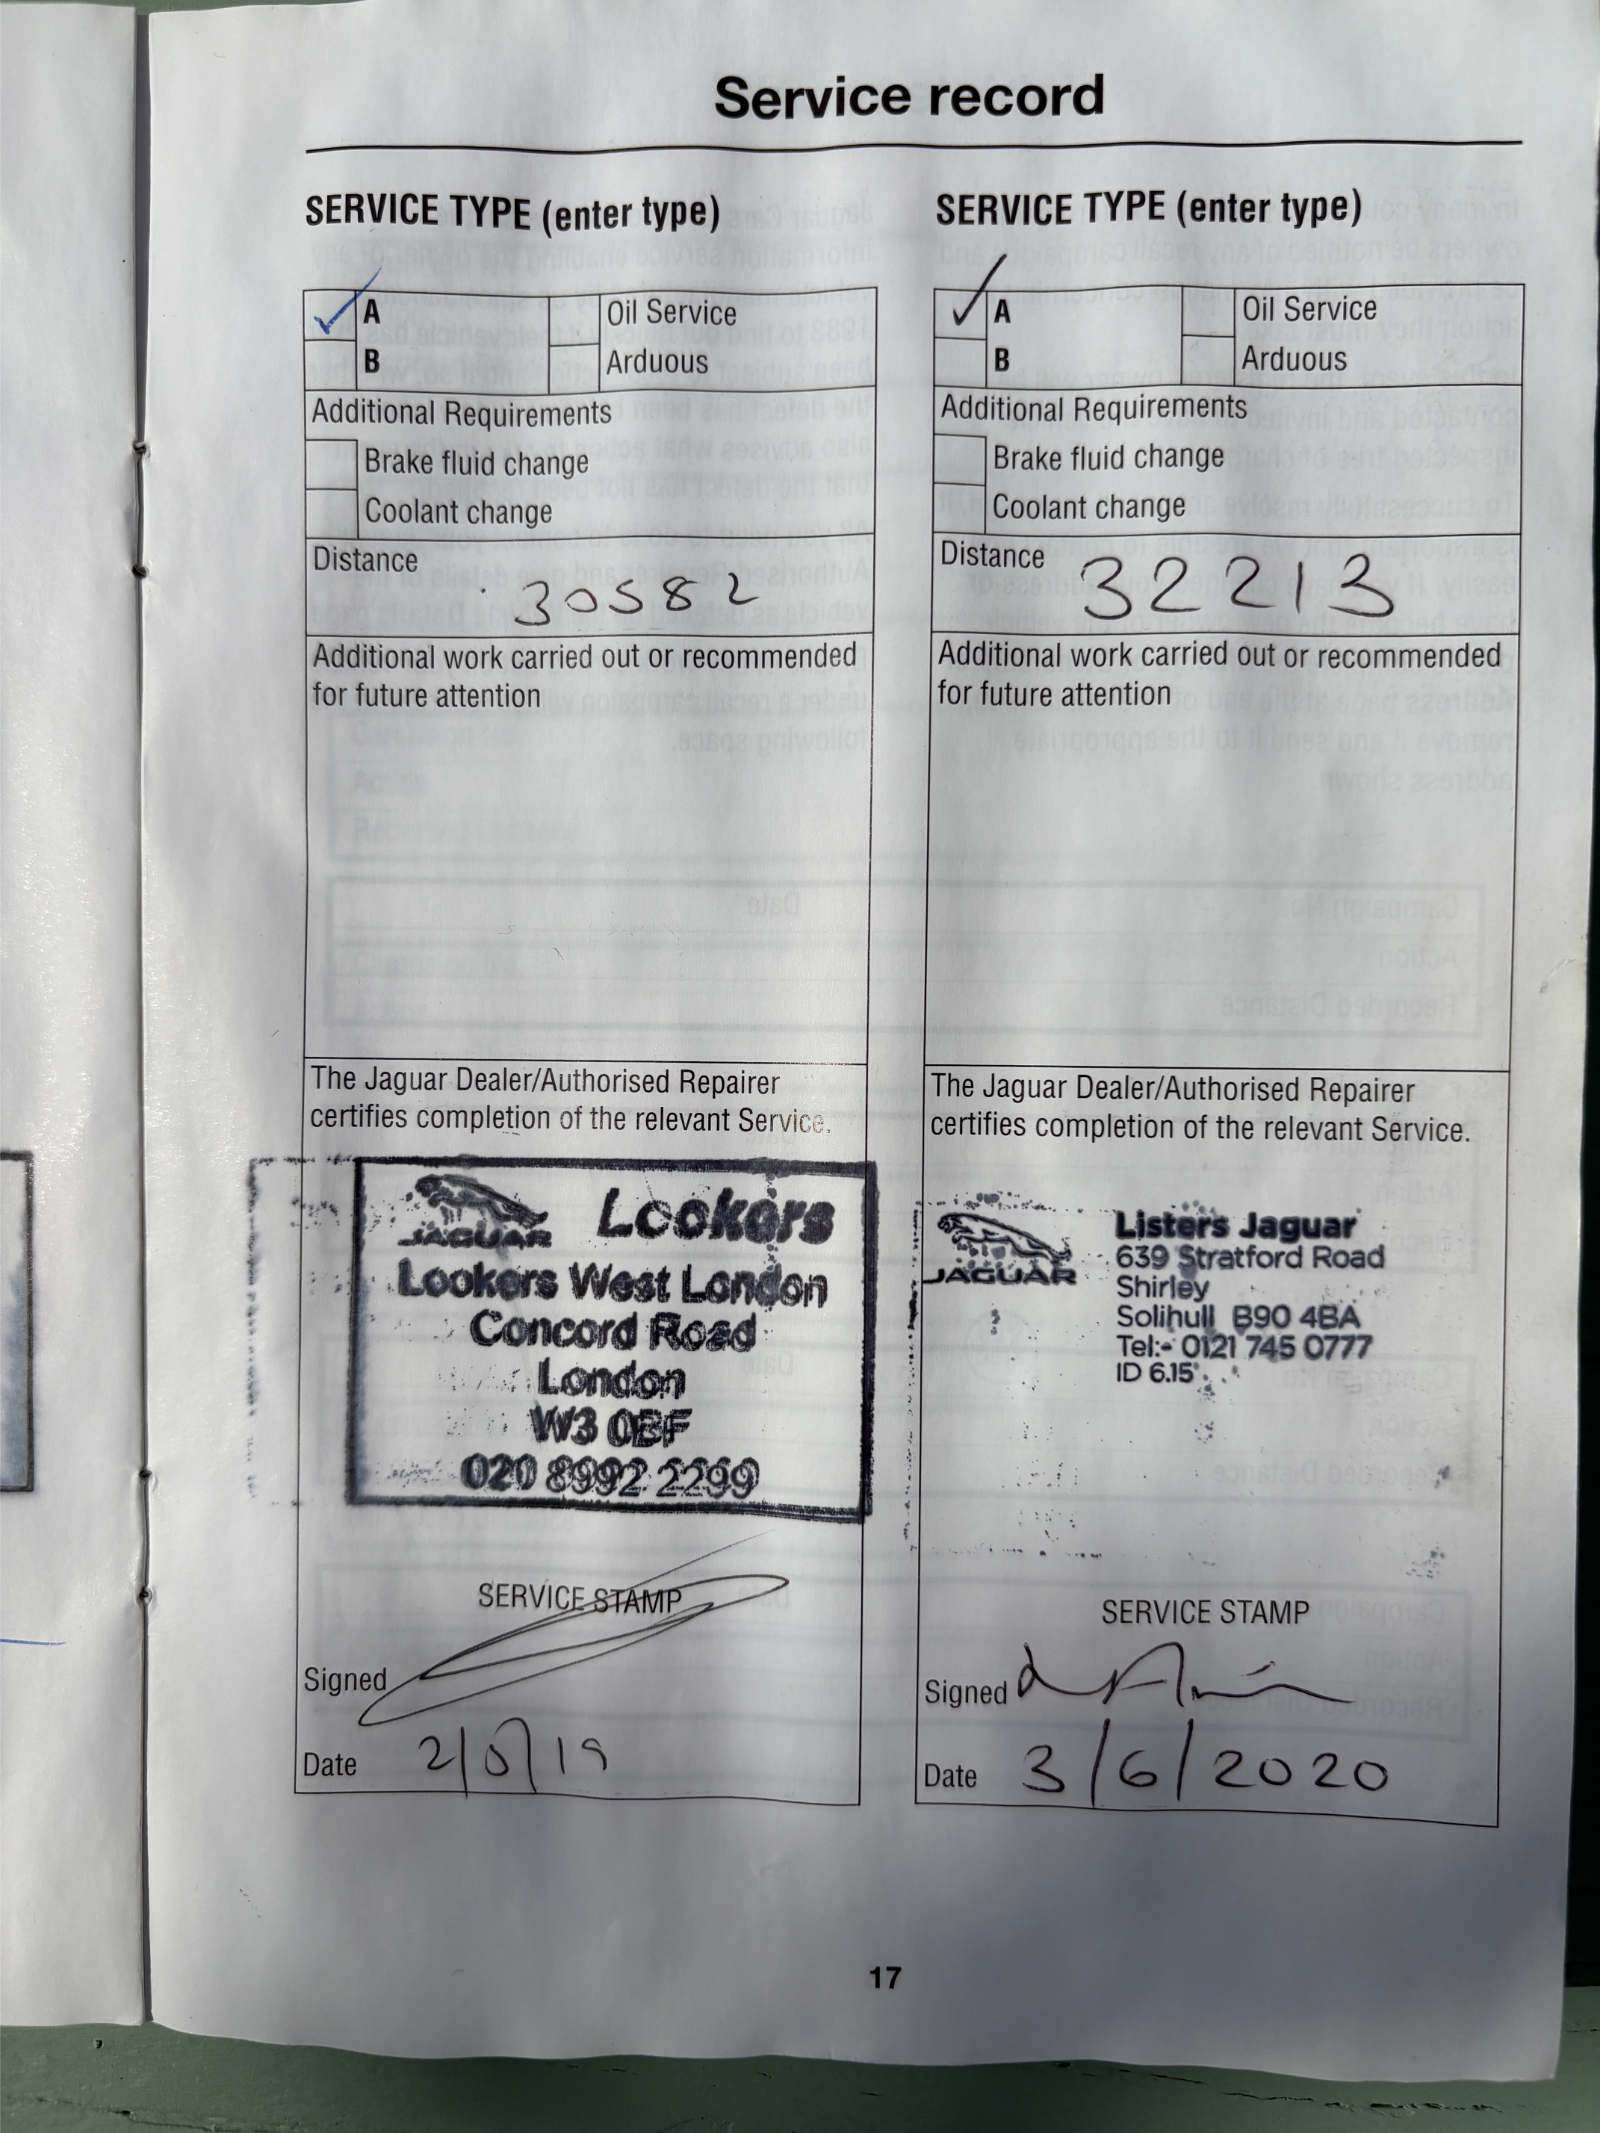 Service record
SERVICE TYPE (enter type)
A Oil Service
B Arduous
Additional Requirements
Brake fluid change
Coolant change
Distance 30582
Additional work carried out or recommended
for future attention
The Jaguar Dealer/Authorised Repairer
certifies completion of the relevant Service.
JAGUAR Lookers
Lookers West London
Concord Road
London
W3 0BF
020 8992 2299
SERVICE STAMP
Signed
Date
SERVICE TYPE (enter type)
A Oil Service
B Arduous
Additional Requirements
Brake fluid change
Coolant change
Distance 32213
Additional work carried out or recommended
for future attention
The Jaguar Dealer/Authorised Repairer
certifies completion of the relevant Service.
JAGUAR
Listers Jaguar
639 Stratford Road
Shirley
Solihull B90 4BA
Tel:- 0121 745 0777
ID 6.15
SERVICE STAMP
Signed
Date 3/6/2020
17